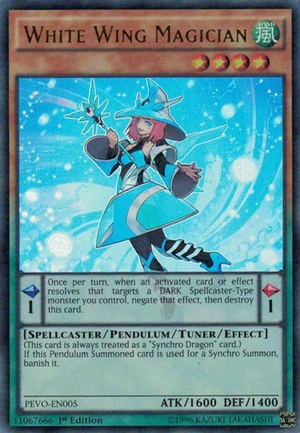 White Wing Magician
WIND
風
Once per turn, when an activated card or effect
resolves that targets a DARK Spellcaster-Type
monster you control, negate that effect, then destroy
this card.
1
1
[Spellcaster/Pendulum/Tuner/Effect]
(This card is always treated as a "Synchro Dragon" card.)
If this Pendulum Summoned card is used for a Synchro Summon,
banish it.
ATK/1600 DEF/1400
PEVO-EN005
11067666 1st Edition
©1996 KAZUKI TAKAHASHI